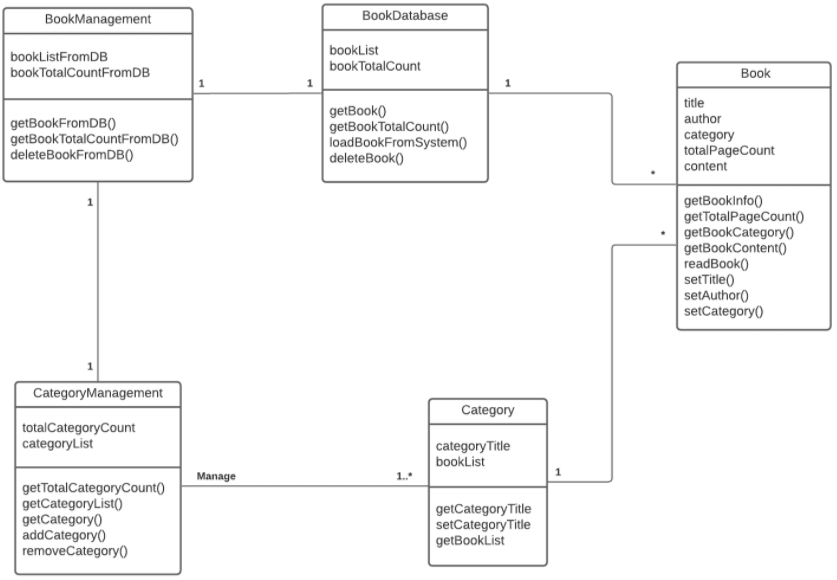 BookManagement
bookListFromDB
bookTotalCountFromDB
getBookFromDB()
getBookTotalCountFromDB()
deleteBookFromDB()
1
1
BookDatabase
bookList
bookTotalCount
getBook()
getBookTotalCount()
loadBookFromSystem()
deleteBook()
1
*
Book
title
author
category
totalPageCount
content
getBookInfo()
getTotalPageCount()
getBookCategory()
getBookContent()
readBook()
setTitle()
setAuthor()
setCategory()
*
1
1
CategoryManagement
totalCategoryCount
categoryList
getTotalCategoryCount()
getCategoryList()
getCategory()
addCategory()
removeCategory()
Manage
1..*
Category
categoryTitle
bookList
getCategoryTitle
setCategoryTitle
getBookList
1